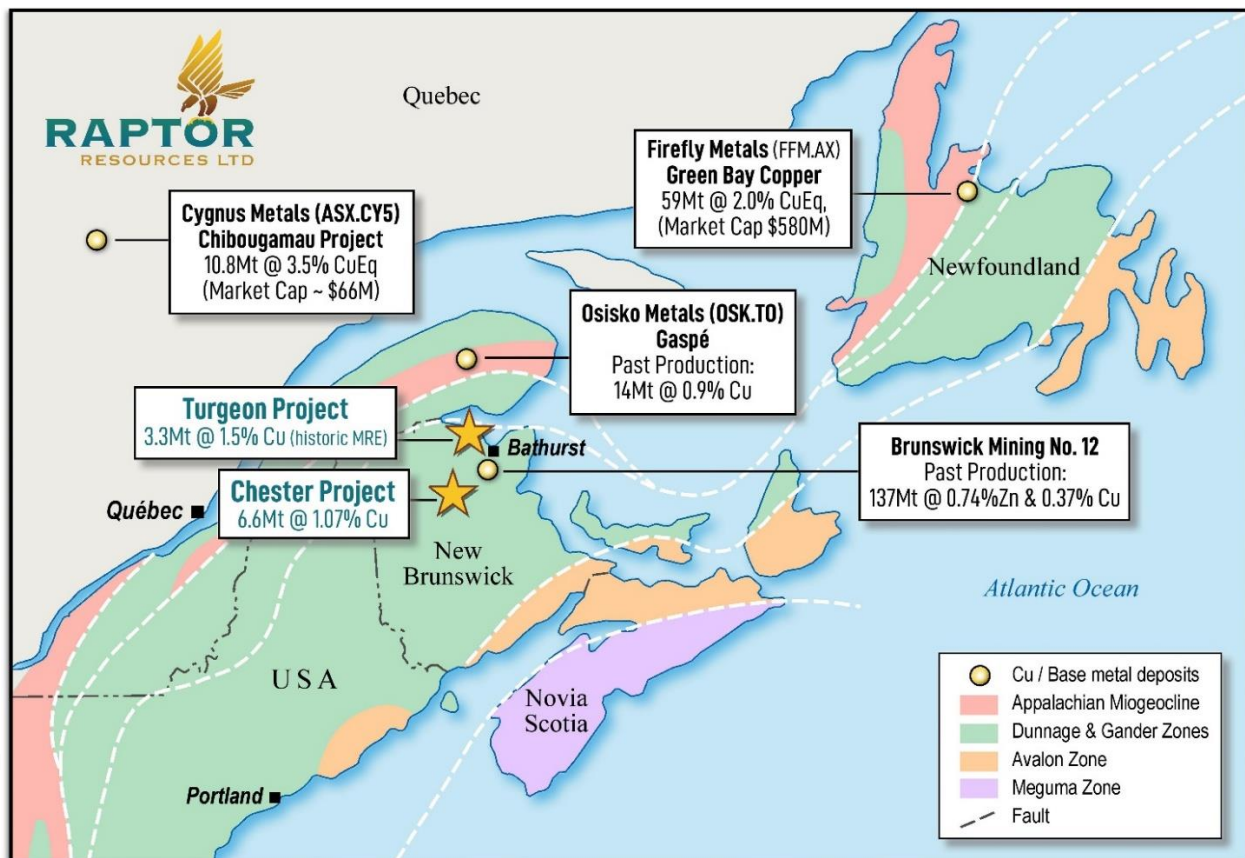 RAPTOR
RESOURCES LTD
Quebec
Cygnus Metals (ASX.CY5)
Chibougamau Project
10.8Mt @ 3.5% CuEq
(Market Cap ~ $66M)
Firefly Metals (FFM.AX)
Green Bay Copper
59Mt @ 2.0% CuEq,
(Market Cap $580M)
Newfoundland
Osisko Metals (OSK.TO)
Gaspé
Past Production:
14Mt @ 0.9% Cu
Turgeon Project
3.3Mt @ 1.5% Cu (historic MRE)
Bathurst
Brunswick Mining No. 12
Past Production:
137Mt @ 0.74%Zn & 0.37% Cu
Chester Project
6.6Mt @ 1.07% Cu
Québec
New
Brunswick
Atlantic Ocean
USA
Novia
Scotia
Portland
Cu / Base metal deposits
Appalachian Miogeocline
Dunnage & Gander Zones
Avalon Zone
Meguma Zone
Fault